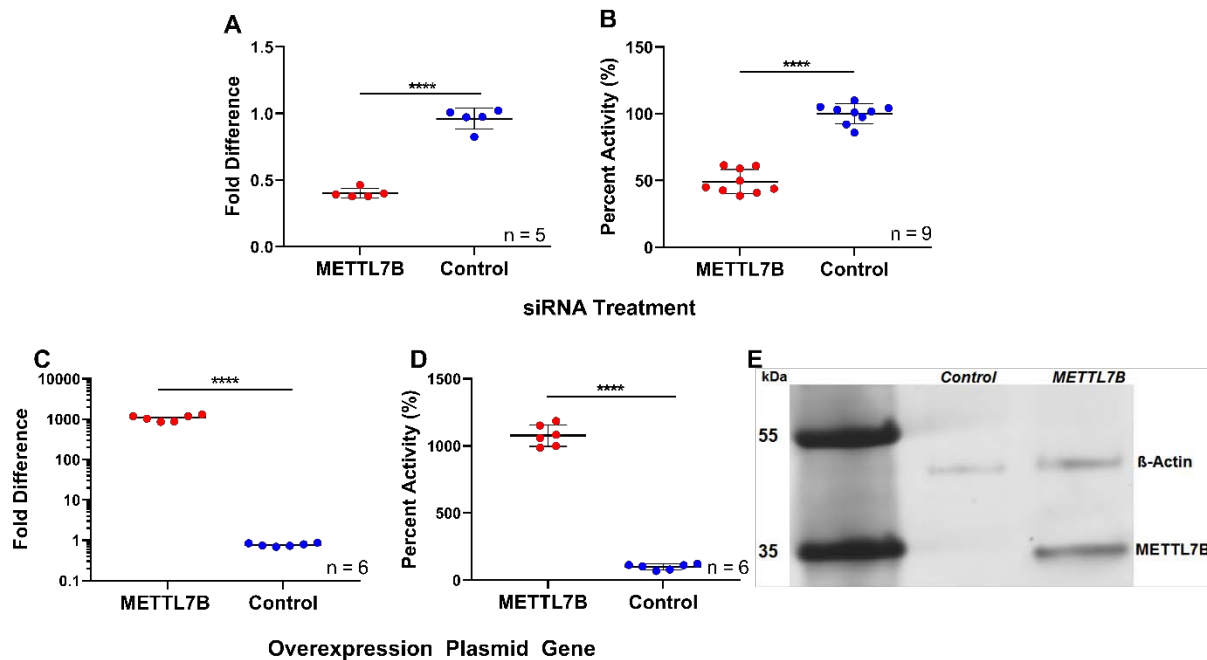 A
Fold Difference
1.5
1.0
0.5
0.0
****
n = 5
METTL7B Control
B
Percent Activity (%)
150
100
50
0
****
n = 9
METTL7B Control
siRNA Treatment
C
Fold Difference
10000
1000
100
10
1
0.1
****
n = 6
METTL7B Control
D
Percent Activity (%)
1500
1000
500
0
****
n = 6
METTL7B Control
Overexpression Plasmid Gene
E
kDa
Control METTL7B
55
ß-Actin
35
METTL7B